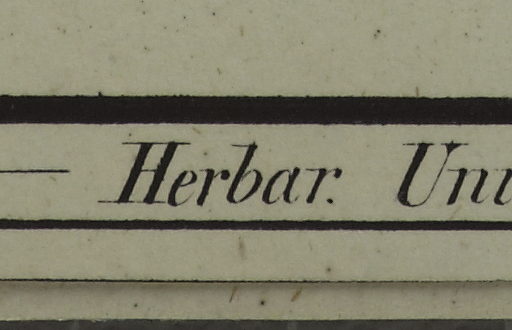 — Herbar.